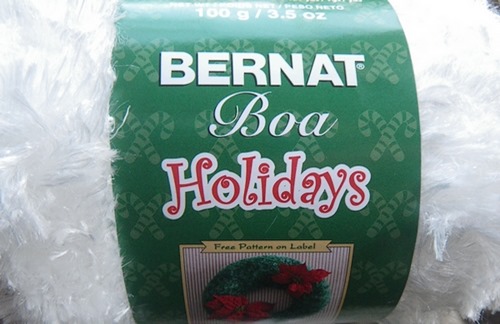 100 g / 3.5 oz
BERNAT®
Boa
Holidays
Free Pattern on Label